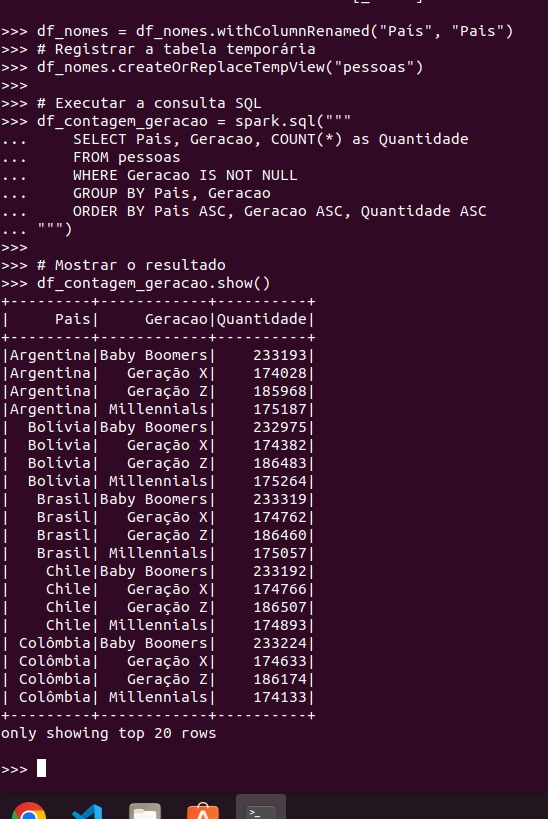 >>> df_nomes = df_nomes.withColumnRenamed("País", "Pais")
>>> # Registrar a tabela temporária
>>> df_nomes.createOrReplaceTempView("pessoas")
>>>
>>> # Executar a consulta SQL
>>> df_contagem_geracao = spark.sql("""
...     SELECT Pais, Geracao, COUNT(*) as Quantidade
...     FROM pessoas
...     WHERE Geracao IS NOT NULL
...     GROUP BY Pais, Geracao
...     ORDER BY Pais ASC, Geracao ASC, Quantidade ASC
... """)
>>>
>>> # Mostrar o resultado
>>> df_contagem_geracao.show()
+---------+------------+----------+
|     Pais|     Geracao|Quantidade|
+---------+------------+----------+
|Argentina|Baby Boomers|    233193|
|Argentina|   Geração X|    174028|
|Argentina|   Geração Z|    185968|
|Argentina| Millennials|    175187|
|  Bolívia|Baby Boomers|    232975|
|  Bolívia|   Geração X|    174382|
|  Bolívia|   Geração Z|    186483|
|  Bolívia| Millennials|    175264|
|   Brasil|Baby Boomers|    233319|
|   Brasil|   Geração X|    174762|
|   Brasil|   Geração Z|    186460|
|   Brasil| Millennials|    175057|
|    Chile|Baby Boomers|    233192|
|    Chile|   Geração X|    174766|
|    Chile|   Geração Z|    186507|
|    Chile| Millennials|    174893|
| Colômbia|Baby Boomers|    233224|
| Colômbia|   Geração X|    174633|
| Colômbia|   Geração Z|    186174|
| Colômbia| Millennials|    174133|
+---------+------------+----------+
only showing top 20 rows
>>>